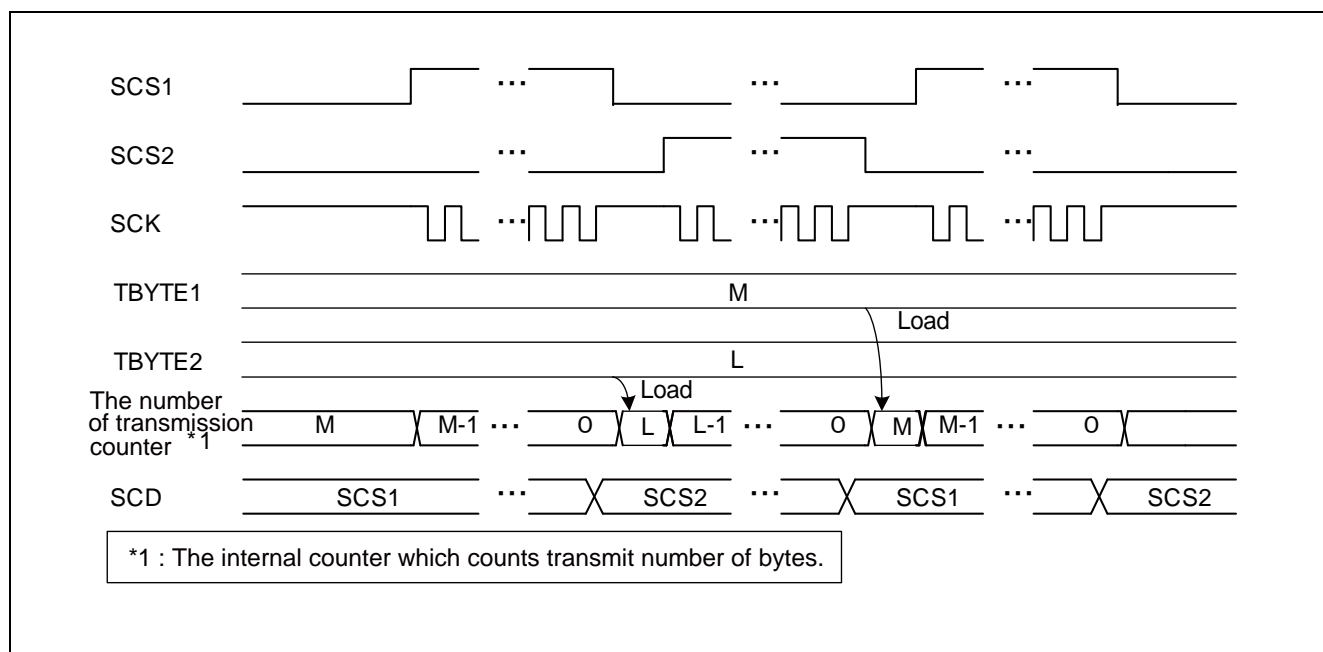 SCS1 ... ... ...
SCS2 ... ... ...
SCK ... ... ...
TBYTE1 M
Load
TBYTE2 L
Load
The number
of transmission
counter *1
M M-1 ... 0 L L-1 ... 0 M M-1 ... 0
SCD SCS1 ... SCS2 ... SCS1 ... SCS2
*1 : The internal counter which counts transmit number of bytes.